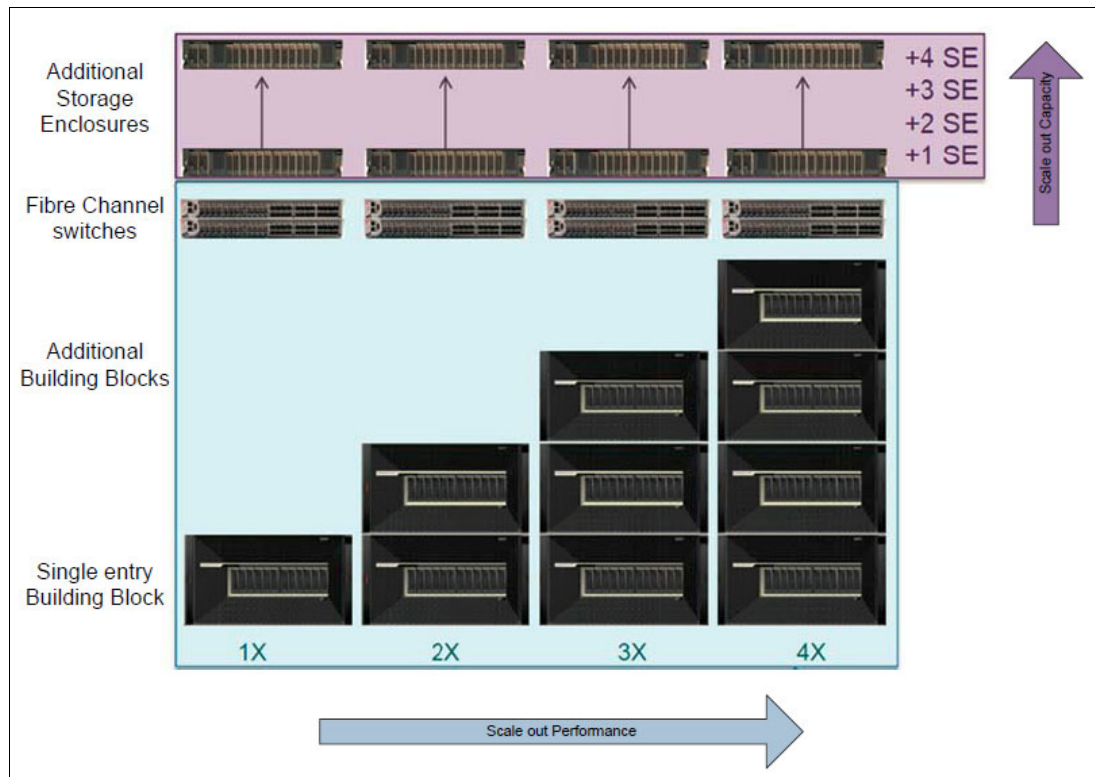 Additional
Storage
Enclosures
+4 SE
+3 SE
+2 SE
+1 SE
Scale out Capacity
Fibre Channel
switches
Additional
Building Blocks
Single entry
Building Block
1X
2X
3X
4X
Scale out Performance